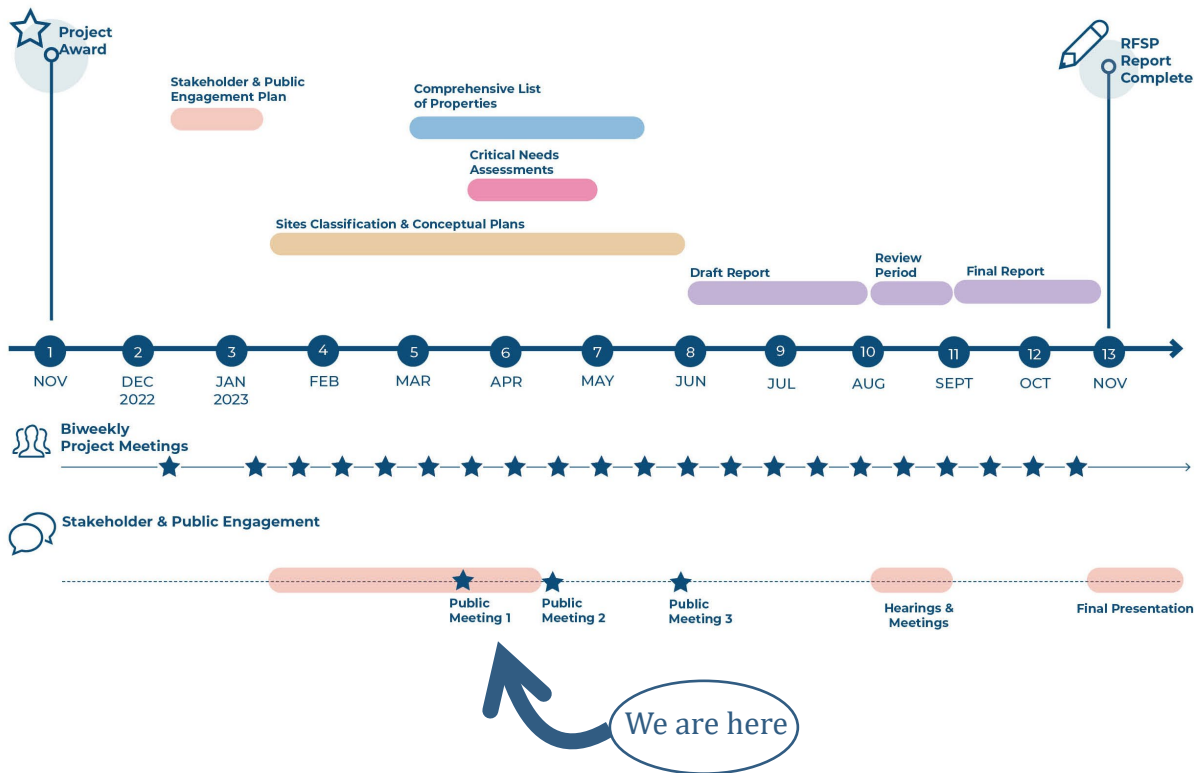 Project
Award
RFSP
Report
Complete
Stakeholder & Public
Engagement Plan
Comprehensive List
of Properties
Critical Needs
Assessments
Sites Classification & Conceptual Plans
Draft Report
Review
Period
Final Report
1 2 3 4 5 6 7 8 9 10 11 12 13
NOV DEC JAN FEB MAR APR MAY JUN JUL AUG SEPT OCT NOV
2022 2023
Biweekly
Project Meetings
Stakeholder & Public Engagement
Public
Meeting 1
Public
Meeting 2
Public
Meeting 3
Hearings &
Meetings
Final Presentation
We are here